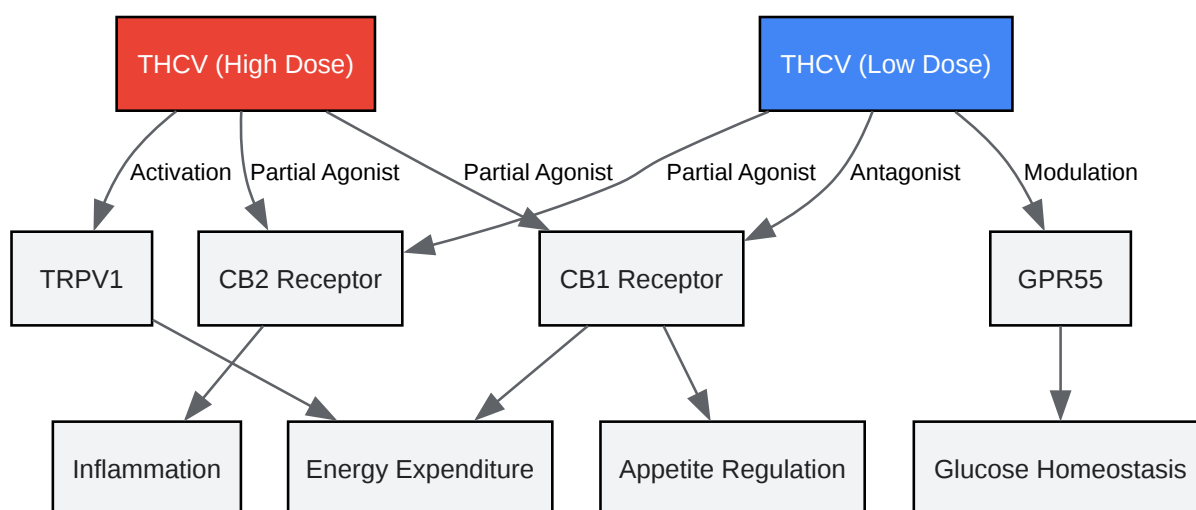 THCV (High Dose)
THCV (Low Dose)
Activation
Partial Agonist
Partial Agonist
Partial Agonist
Antagonist
Modulation
TRPV1
CB2 Receptor
CB1 Receptor
GPR55
Inflammation
Energy Expenditure
Appetite Regulation
Glucose Homeostasis